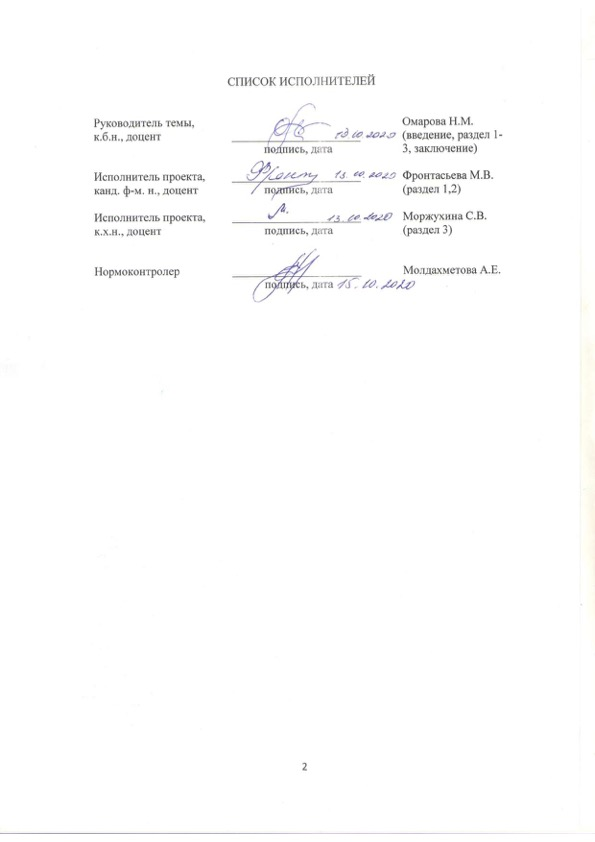 СПИСОК ИСПОЛНИТЕЛЕЙ
Руководитель темы,
к.б.н., доцент
13.10.2020
подпись, дата
Омарова Н.М.
(введение, раздел 1-
3, заключение)
Исполнитель проекта,
канд. ф-м. н., доцент
13.10.2020
подпись, дата
Фронтасьева М.В.
(раздел 1,2)
Исполнитель проекта,
к.х.н., доцент
13.10.2020
подпись, дата
Моржухина С.В.
(раздел 3)
Нормоконтролер
подпись, дата 15.10.2020
Молдахметова А.Е.
2